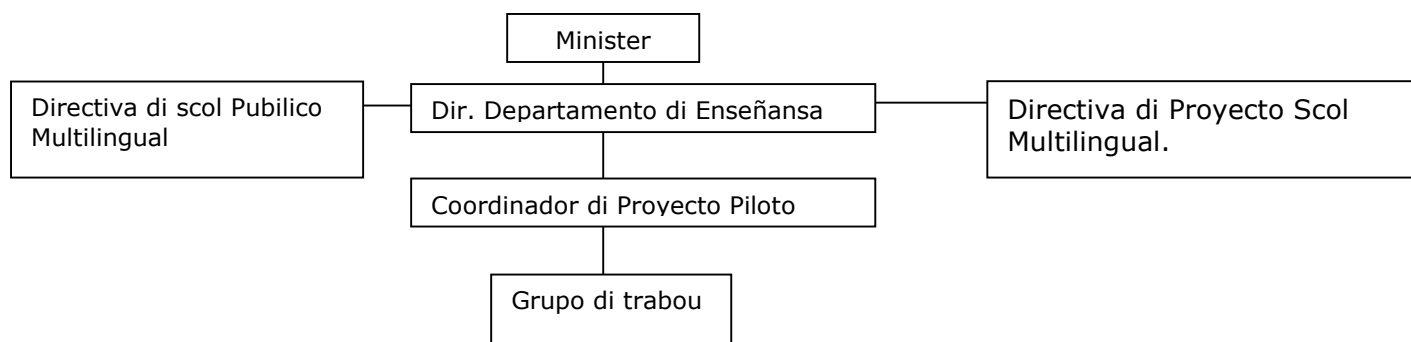 Minister
Directiva di scol Pubilico
Multilingual
Dir. Departamento di Enseñansa
Directiva di Proyecto Scol
Multilingual.
Coordinador di Proyecto Piloto
Grupo di trabou